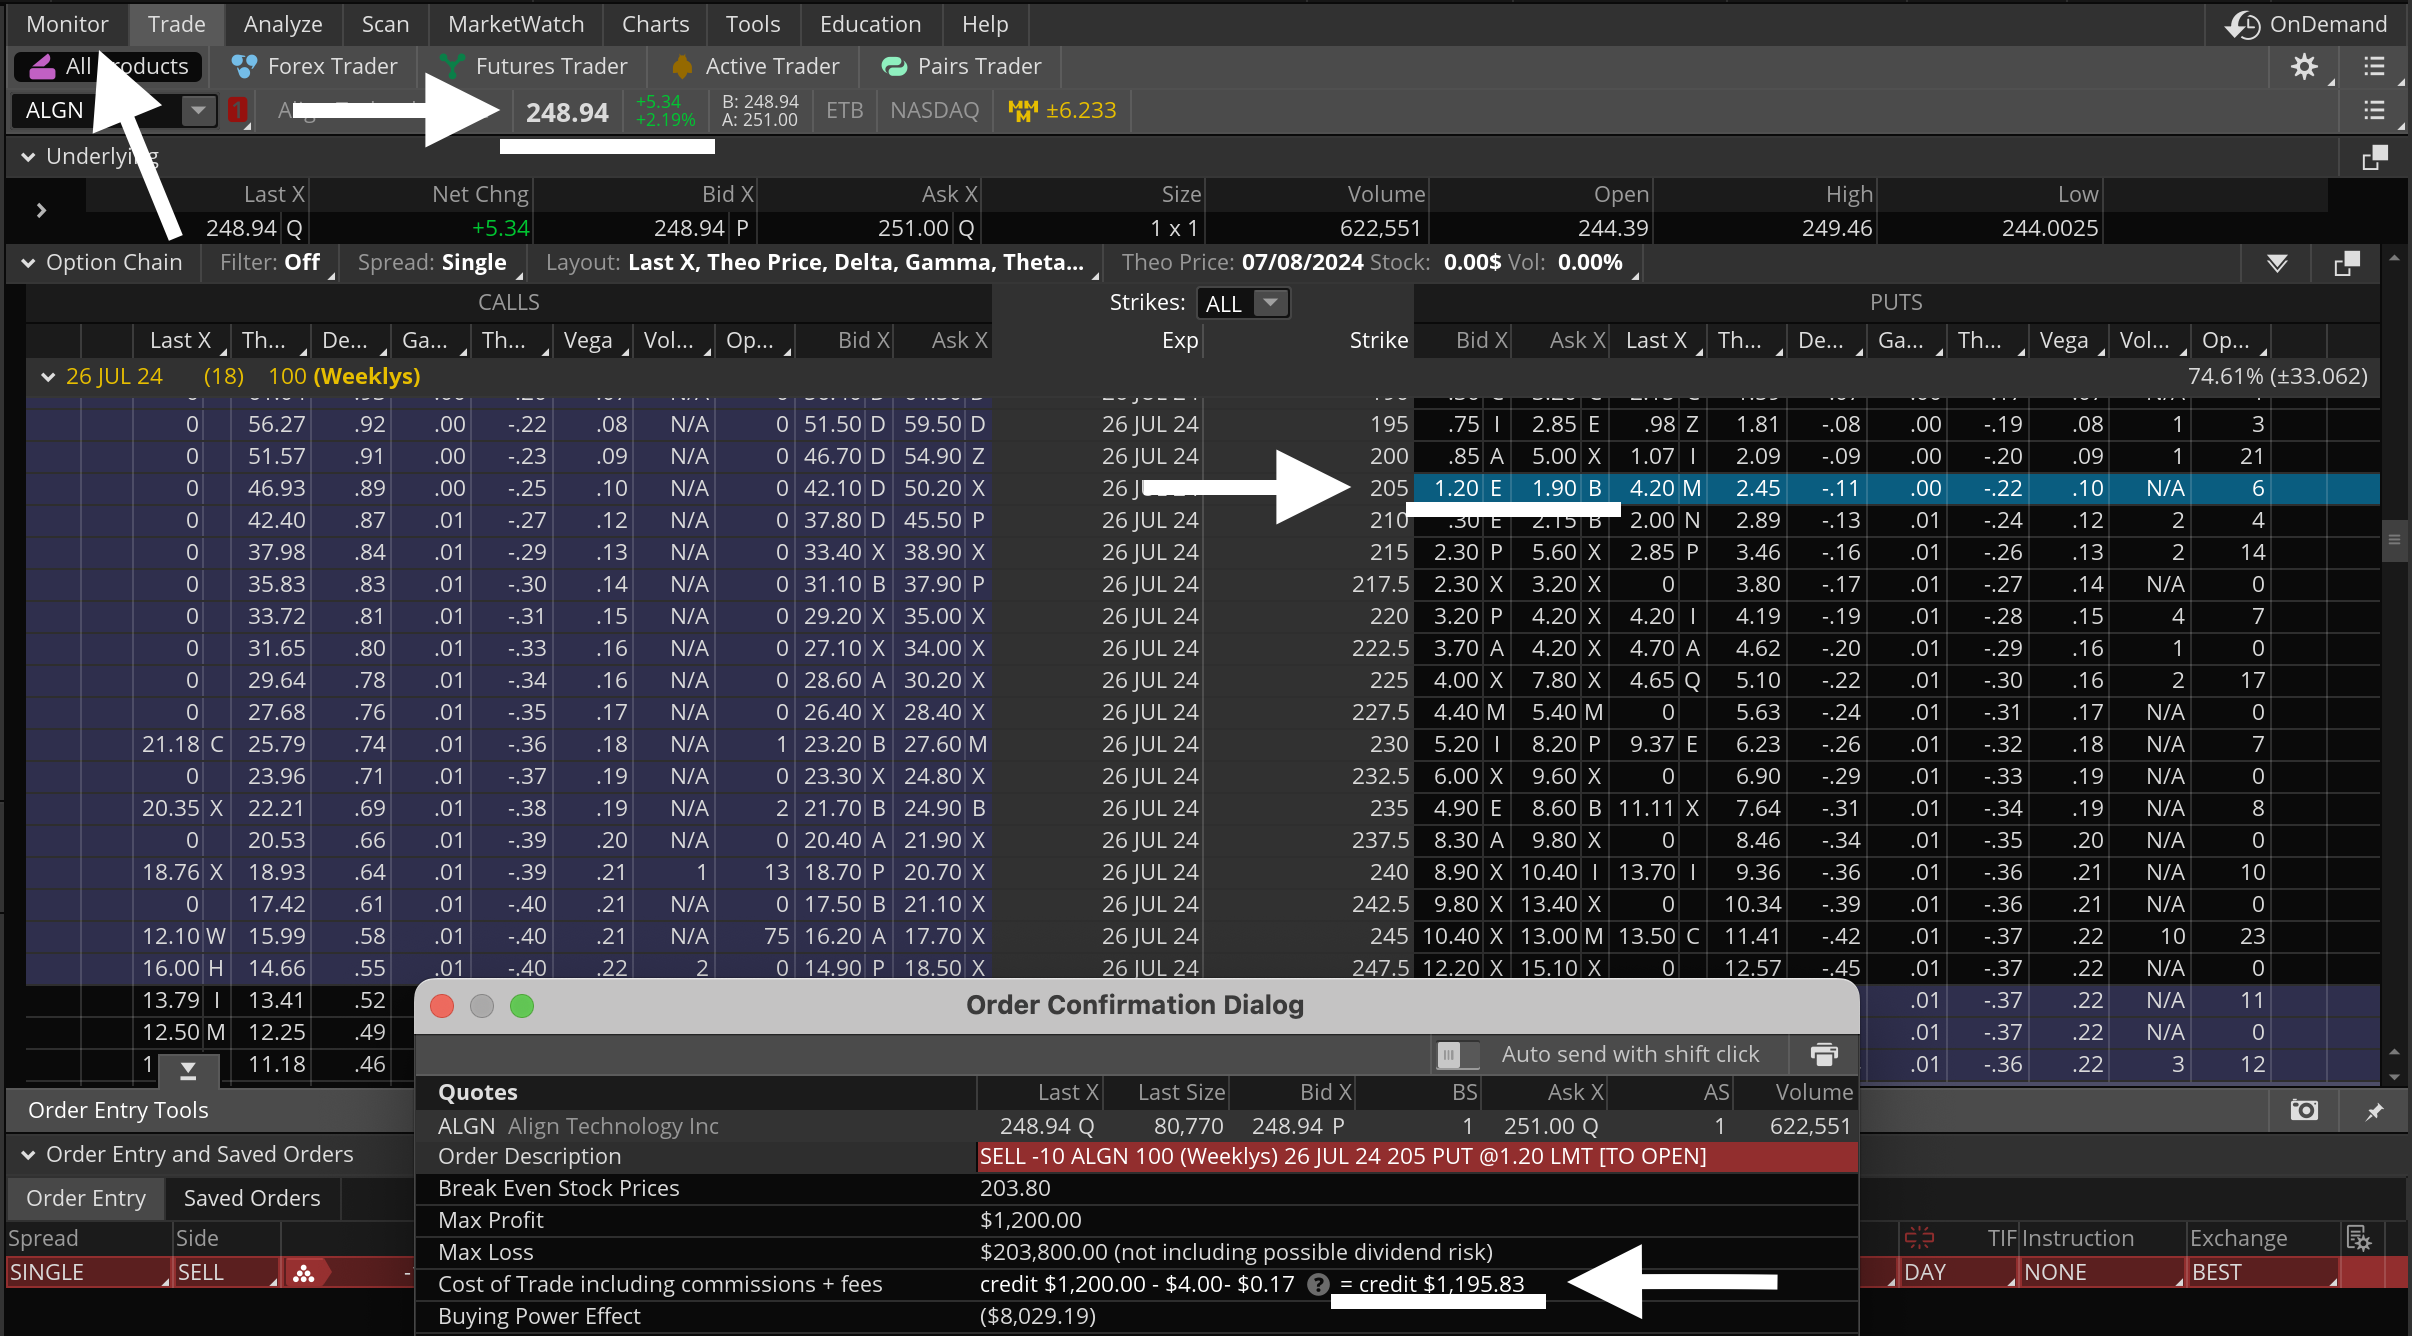 Monitor Trade Analyze Scan MarketWatch Charts Tools Education Help OnDemand
All Products Forex Trader Futures Trader Active Trader Pairs Trader
ALGN 1 248.94 +5.34 B: 248.94 ETB NASDAQ MMM ±6.233
+2.19% A: 251.00
Underlying
Last X Net Chng Bid X Ask X Size Volume Open High Low
248.94 Q +5.34 248.94 P 251.00 Q 1 x 1 622,551 244.39 249.46 244.0025
Option Chain Filter: Off Spread: Single Layout: Last X, Theo Price, Delta, Gamma, Theta... Theo Price: 07/08/2024 Stock: 0.00$ Vol: 0.00%
CALLS Strikes: ALL PUTS
Last X Th... De... Ga... Th... Vega Vol... Op... Bid X Ask X Exp Strike Bid X Ask X Last X Th... De... Ga... Th... Vega Vol... Op...
26 JUL 24 (18) 100 (Weeklys) 74.61% (±33.062)
0 56.27 .92 .00 -.22 .08 N/A 0 51.50 D 59.50 D 26 JUL 24 195 .75 I 2.85 E .98 Z 1.81 -.08 .00 -.19 .08 1 3
0 51.57 .91 .00 -.23 .09 N/A 0 46.70 D 54.90 Z 26 JUL 24 200 .85 A 5.00 X 1.07 I 2.09 -.09 .00 -.20 .09 1 21
0 46.93 .89 .00 -.25 .10 N/A 0 42.10 D 50.20 X 26 JUL 24 205 1.20 E 1.90 B 4.20 M 2.45 -.11 .00 -.22 .10 N/A 6
0 42.40 .87 .01 -.27 .12 N/A 0 37.80 D 45.50 P 26 JUL 24 210 .30 E 2.15 B 2.00 N 2.89 -.13 .01 -.24 .12 2 4
0 37.98 .84 .01 -.29 .13 N/A 0 33.40 X 38.90 X 26 JUL 24 215 2.30 P 5.60 X 2.85 P 3.46 -.16 .01 -.26 .13 2 14
0 35.83 .83 .01 -.30 .14 N/A 0 31.10 B 37.90 P 26 JUL 24 217.5 2.30 X 3.20 X 0 3.80 -.17 .01 -.27 .14 N/A 0
0 33.72 .81 .01 -.31 .15 N/A 0 29.20 X 35.00 X 26 JUL 24 220 3.20 P 4.20 X 4.20 I 4.19 -.19 .01 -.28 .15 4 7
0 31.65 .80 .01 -.33 .16 N/A 0 27.10 X 34.00 X 26 JUL 24 222.5 3.70 A 4.20 X 4.70 A 4.62 -.20 .01 -.29 .16 1 0
0 29.64 .78 .01 -.34 .16 N/A 0 28.60 A 30.20 X 26 JUL 24 225 4.00 X 7.80 X 4.65 Q 5.10 -.22 .01 -.30 .16 2 17
0 27.68 .76 .01 -.35 .17 N/A 0 26.40 X 28.40 X 26 JUL 24 227.5 4.40 M 5.40 M 0 5.63 -.24 .01 -.31 .17 N/A 0
21.18 C 25.79 .74 .01 -.36 .18 N/A 1 23.20 B 27.60 M 26 JUL 24 230 5.20 I 8.20 P 9.37 E 6.23 -.26 .01 -.32 .18 N/A 7
0 23.96 .71 .01 -.37 .19 N/A 0 23.30 X 24.80 X 26 JUL 24 232.5 6.00 X 9.60 X 0 6.90 -.29 .01 -.33 .19 N/A 0
20.35 X 22.21 .69 .01 -.38 .19 N/A 2 21.70 B 24.90 B 26 JUL 24 235 4.90 E 8.60 B 11.11 X 7.64 -.31 .01 -.34 .19 N/A 8
0 20.53 .66 .01 -.39 .20 N/A 0 20.40 A 21.90 X 26 JUL 24 237.5 8.30 A 9.80 X 0 8.46 -.34 .01 -.35 .20 N/A 0
18.76 X 18.93 .64 .01 -.39 .21 1 13 18.70 P 20.70 X 26 JUL 24 240 8.90 X 10.40 I 13.70 I 9.36 -.36 .01 -.36 .21 N/A 10
0 17.42 .61 .01 -.40 .21 N/A 0 17.50 B 21.10 X 26 JUL 24 242.5 9.80 X 13.40 X 0 10.34 -.39 .01 -.36 .21 N/A 0
12.10 W 15.99 .58 .01 -.40 .21 N/A 75 16.20 A 17.70 X 26 JUL 24 245 10.40 X 13.00 M 13.50 C 11.41 -.42 .01 -.37 .22 10 23
16.00 H 14.66 .55 .01 -.40 .22 2 0 14.90 P 18.50 X 26 JUL 24 247.5 12.20 X 15.10 X 0 12.57 -.45 .01 -.37 .22 N/A 0
13.79 I 13.41 .52 .01 -.37 .22 N/A 11
12.50 M 12.25 .49 .01 -.37 .22 N/A 0
1 11.18 .46 .01 -.36 .22 3 12
Order Confirmation Dialog
Auto send with shift click
Quotes Last X Last Size Bid X BS Ask X AS Volume
ALGN Align Technology Inc 248.94 Q 80,770 248.94 P 1 251.00 Q 1 622,551
Order Description SELL -10 ALGN 100 (Weeklys) 26 JUL 24 205 PUT @1.20 LMT [TO OPEN]
Break Even Stock Prices 203.80
Max Profit $1,200.00
Max Loss $203,800.00 (not including possible dividend risk)
Cost of Trade including commissions + fees credit $1,200.00 - $4.00- $0.17 ? = credit $1,195.83
Buying Power Effect ($8,029.19)
Order Entry Tools
Order Entry and Saved Orders
Order Entry Saved Orders
Spread Side TIF Instruction Exchange
SINGLE SELL - DAY NONE BEST